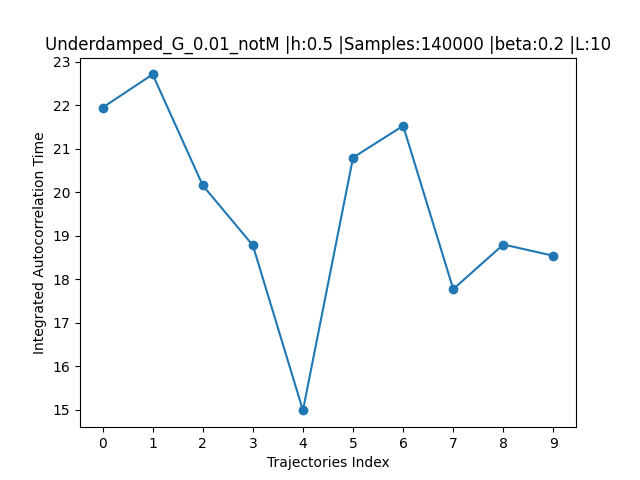 Underdamped_G_0.01_notM |h:0.5 |Samples:140000 |beta:0.2 |L:10
23
22
21
20
19
18
17
16
15
Integrated Autocorrelation Time
0 1 2 3 4 5 6 7 8 9
Trajectories Index